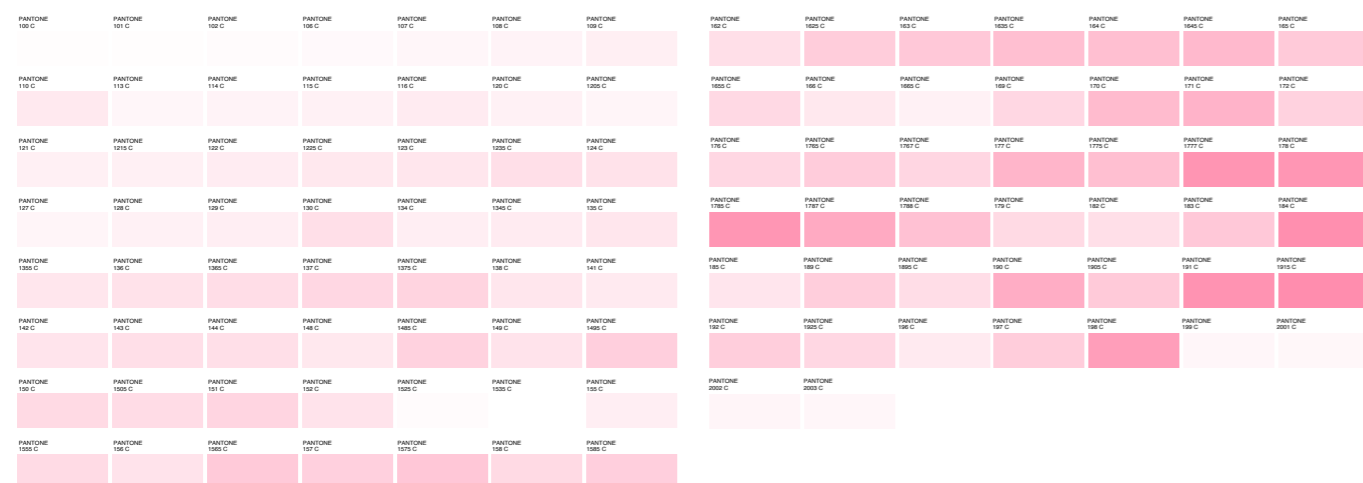 PANTONE PANTONE PANTONE PANTONE PANTONE PANTONE PANTONE
100 C 101 C 102 C 106 C 107 C 108 C 109 C
PANTONE PANTONE PANTONE PANTONE PANTONE PANTONE PANTONE
110 C 113 C 114 C 115 C 116 C 120 C 1205 C
PANTONE PANTONE PANTONE PANTONE PANTONE PANTONE PANTONE
121 C 1215 C 122 C 1225 C 123 C 1235 C 124 C
PANTONE PANTONE PANTONE PANTONE PANTONE PANTONE PANTONE
127 C 128 C 129 C 130 C 134 C 1345 C 135 C
PANTONE PANTONE PANTONE PANTONE PANTONE PANTONE PANTONE
1355 C 136 C 1365 C 137 C 1375 C 138 C 141 C
PANTONE PANTONE PANTONE PANTONE PANTONE PANTONE PANTONE
142 C 143 C 144 C 148 C 1485 C 149 C 1495 C
PANTONE PANTONE PANTONE PANTONE PANTONE PANTONE PANTONE
150 C 1505 C 151 C 152 C 1525 C 1535 C 155 C
PANTONE PANTONE PANTONE PANTONE PANTONE PANTONE PANTONE
1555 C 156 C 1565 C 157 C 1575 C 158 C 1585 C
PANTONE PANTONE PANTONE PANTONE PANTONE PANTONE PANTONE
162 C 1625 C 163 C 1635 C 164 C 1645 C 165 C
PANTONE PANTONE PANTONE PANTONE PANTONE PANTONE PANTONE
1655 C 166 C 1665 C 169 C 170 C 171 C 172 C
PANTONE PANTONE PANTONE PANTONE PANTONE PANTONE PANTONE
176 C 1765 C 1767 C 177 C 1775 C 1777 C 178 C
PANTONE PANTONE PANTONE PANTONE PANTONE PANTONE PANTONE
1785 C 1787 C 1788 C 179 C 182 C 183 C 184 C
PANTONE PANTONE PANTONE PANTONE PANTONE PANTONE PANTONE
185 C 189 C 1895 C 190 C 1905 C 191 C 1915 C
PANTONE PANTONE PANTONE PANTONE PANTONE PANTONE PANTONE
192 C 1925 C 196 C 197 C 198 C 199 C 2001 C
PANTONE PANTONE
2002 C 2003 C